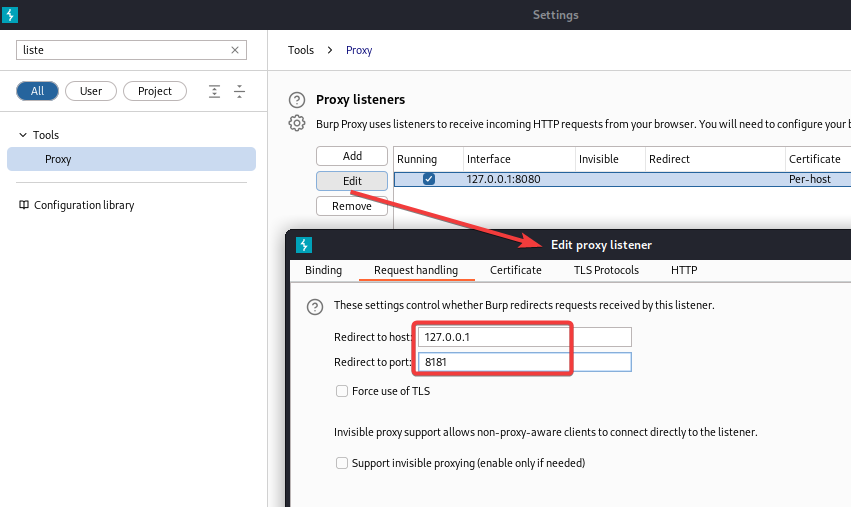 Settings
liste
Tools > Proxy
All User Project
Proxy listeners
Burp Proxy uses listeners to receive incoming HTTP requests from your browser. You will need to configure your b
Tools
Proxy
Configuration library
Add
Edit
Remove
Running Interface Invisible Redirect Certificate
127.0.0.1:8080 Per-host
Edit proxy listener
Binding Request handling Certificate TLS Protocols HTTP
These settings control whether Burp redirects requests received by this listener.
Redirect to host: 127.0.0.1
Redirect to port: 8181
Force use of TLS
Invisible proxy support allows non-proxy-aware clients to connect directly to the listener.
Support invisible proxying (enable only if needed)